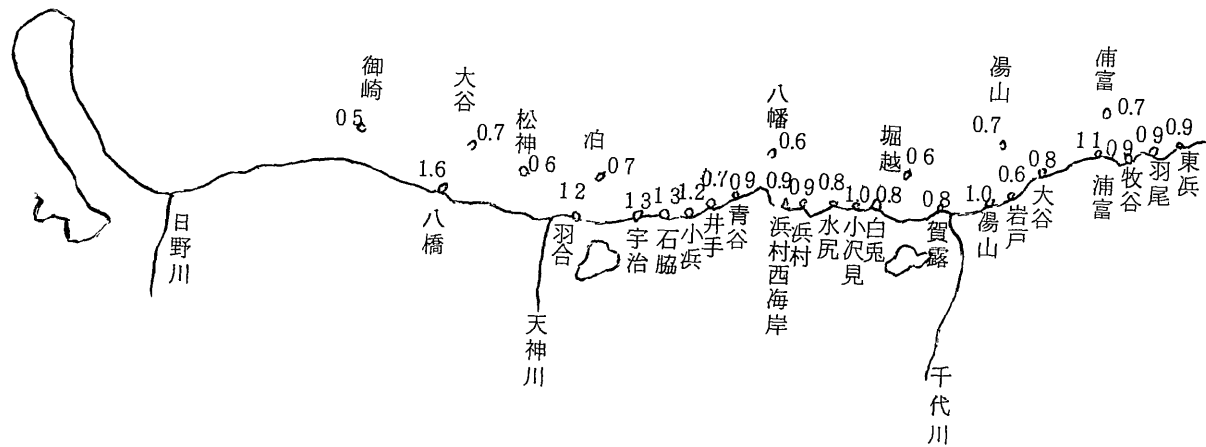 御崎
0 5
大谷
0.7
松神
0 6
泊
0 7
八幡
0.6
堀越
0 6
湯山
0.7
浦富
0.7
日野川
1.6
八橋
天神川
1 2
羽合
1 3
宇治
1 3
石脇
1.2
小浜
0.7
井手
0 9
青谷
0.9
浜村西海岸
0 9
浜村
0.8
水尻
1.0
小沢見
0.8
白兎
0.8
賀露
千代川
1.0
湯山
0.6
岩戸
0 8
大谷
1 1
浦富
0 9
牧谷
0 9
羽尾
0.9
東浜